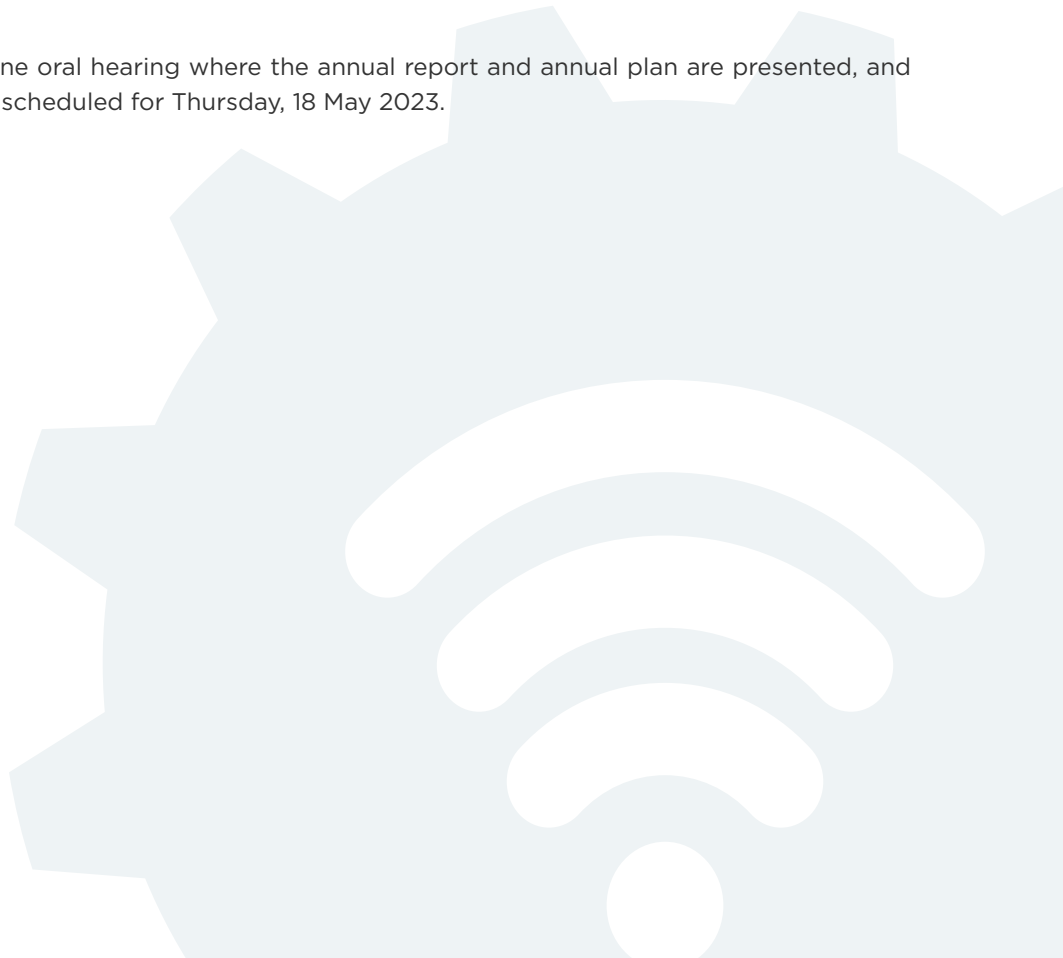 ne oral hearing where the annual report and annual plan are presented, and
scheduled for Thursday, 18 May 2023.